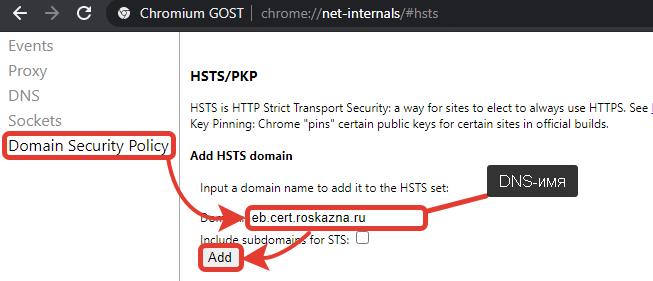 Chromium GOST chrome://net-internals/#hsts
Events
Proxy
DNS
Sockets
Domain Security Policy
HSTS/PKP
HSTS is HTTP Strict Transport Security: a way for sites to elect to always use HTTPS. See
Key Pinning: Chrome "pins" certain public keys for certain sites in official builds.
Add HSTS domain
Input a domain name to add it to the HSTS set:
DNS-имя
eb.cert.roskazna.ru
Include subdomains for STS:
Add